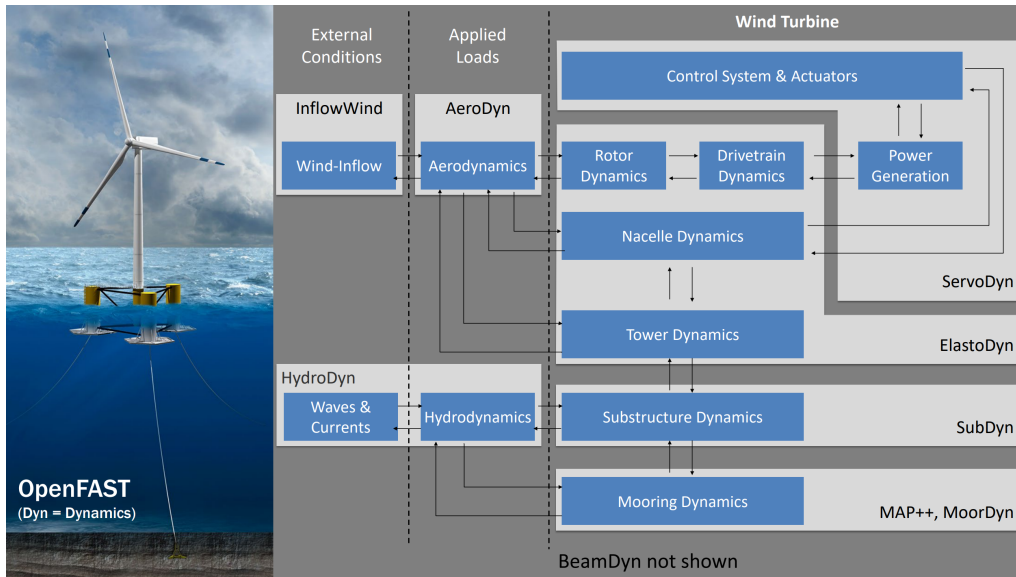 External
Conditions
Applied
Loads
Wind Turbine
Control System & Actuators
InflowWind
AeroDyn
Wind-Inflow
Aerodynamics
Rotor
Dynamics
Drivetrain
Dynamics
Power
Generation
Nacelle Dynamics
ServoDyn
Tower Dynamics
ElastoDyn
HydroDyn
Waves &
Currents
Hydrodynamics
Substructure Dynamics
SubDyn
Mooring Dynamics
MAP++, MoorDyn
OpenFAST
(Dyn = Dynamics)
BeamDyn not shown